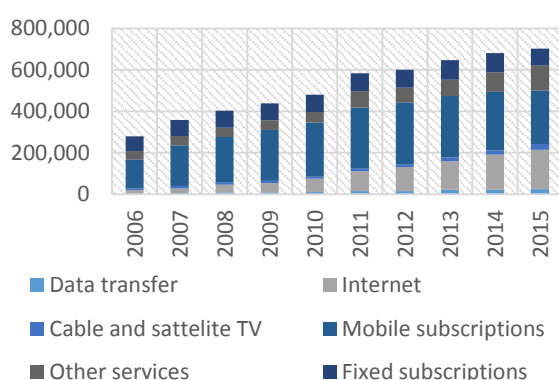 800,000
600,000
400,000
200,000
0
2006 2007 2008 2009 2010 2011 2012 2013 2014 2015
Data transfer Internet
Cable and sattelite TV Mobile subscriptions
Other services Fixed subscriptions